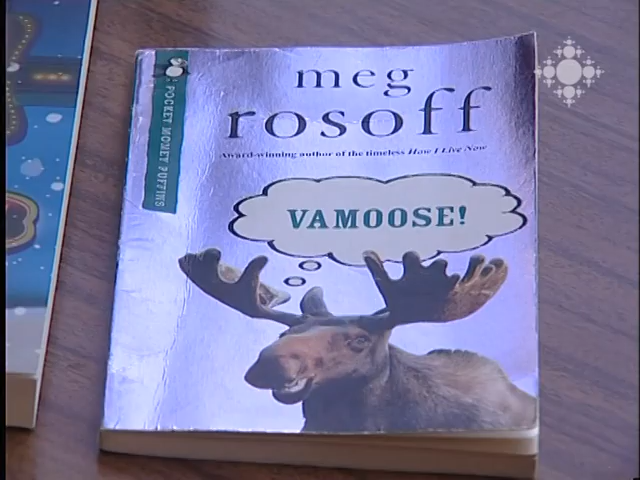 meg
rosoff
Award-winning author of the timeless How I Live Now
VAMOOSE!
POCKET MONEY PUFFINS